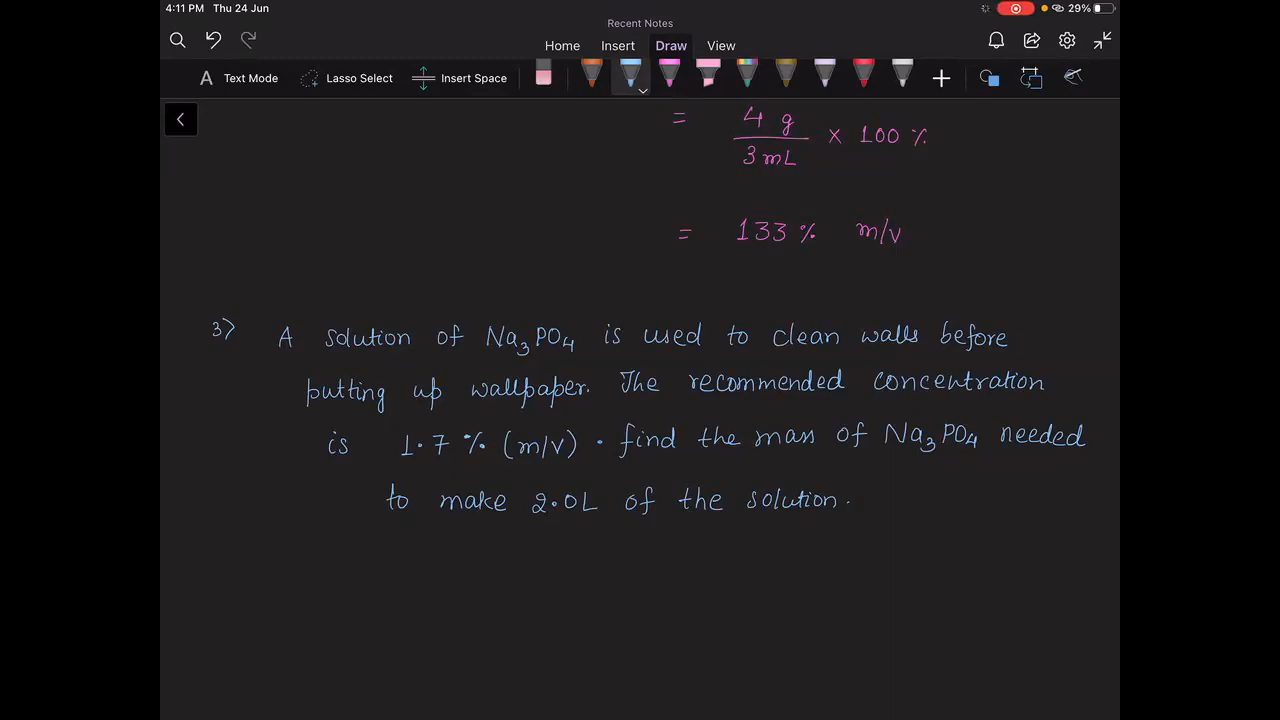 4:11 PM Thu 24 Jun
29%
Recent Notes
Home Insert Draw View
Text Mode Lasso Select Insert Space
= 4 g / 3 mL × 100 %
= 133 % m/v
3) A solution of Na₃PO₄ is used to clean walls before
putting up wallpaper. The recommended concentration
is 1.7 % (m/v). find the mass of Na₃PO₄ needed
to make 2.0L of the solution.